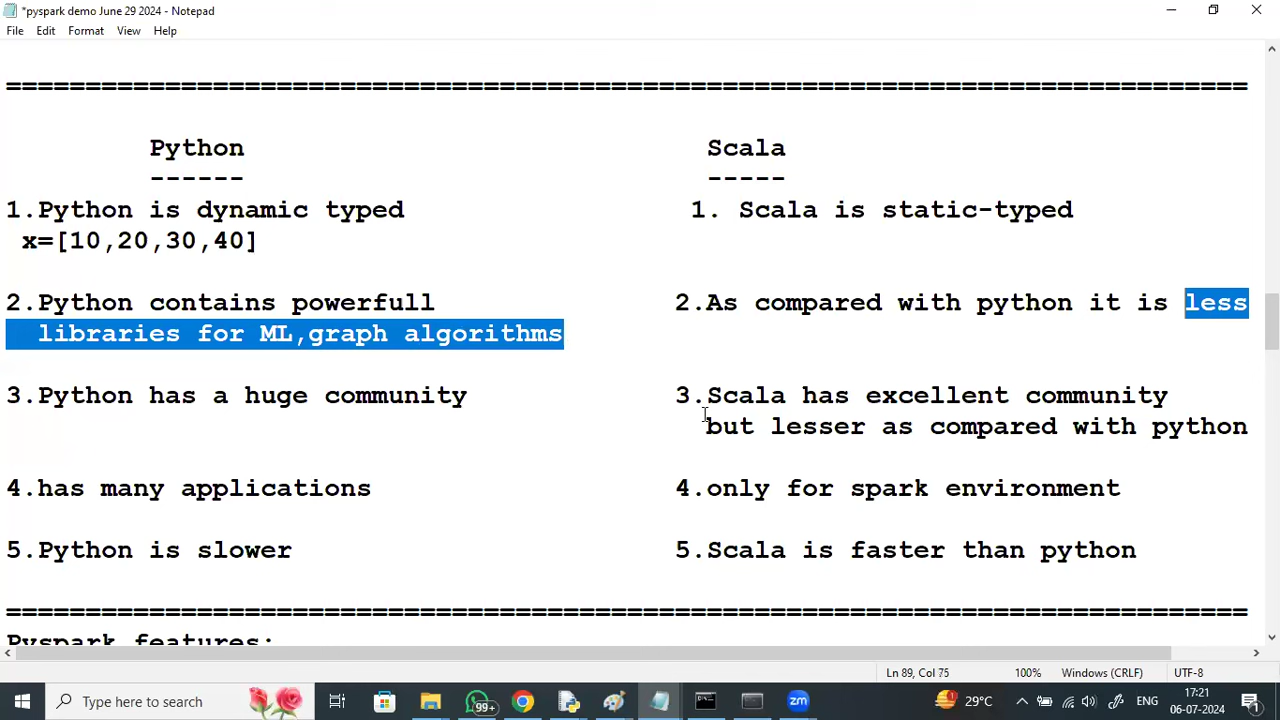 *pyspark demo June 29 2024 - Notepad
File Edit Format View Help
===============================================================================
Python Scala
------ -----
1.Python is dynamic typed 1. Scala is static-typed
x=[10,20,30,40]
2.Python contains powerfull 2.As compared with python it is less
libraries for ML,graph algorithms
3.Python has a huge community 3.Scala has excellent community
but lesser as compared with python
4.has many applications 4.only for spark environment
5.Python is slower 5.Scala is faster than python
===============================================================================
Pyspark features:
Ln 89, Col 75 100% Windows (CRLF) UTF-8
Type here to search 99+ zm 29°C ENG 17:21
06-07-2024 1